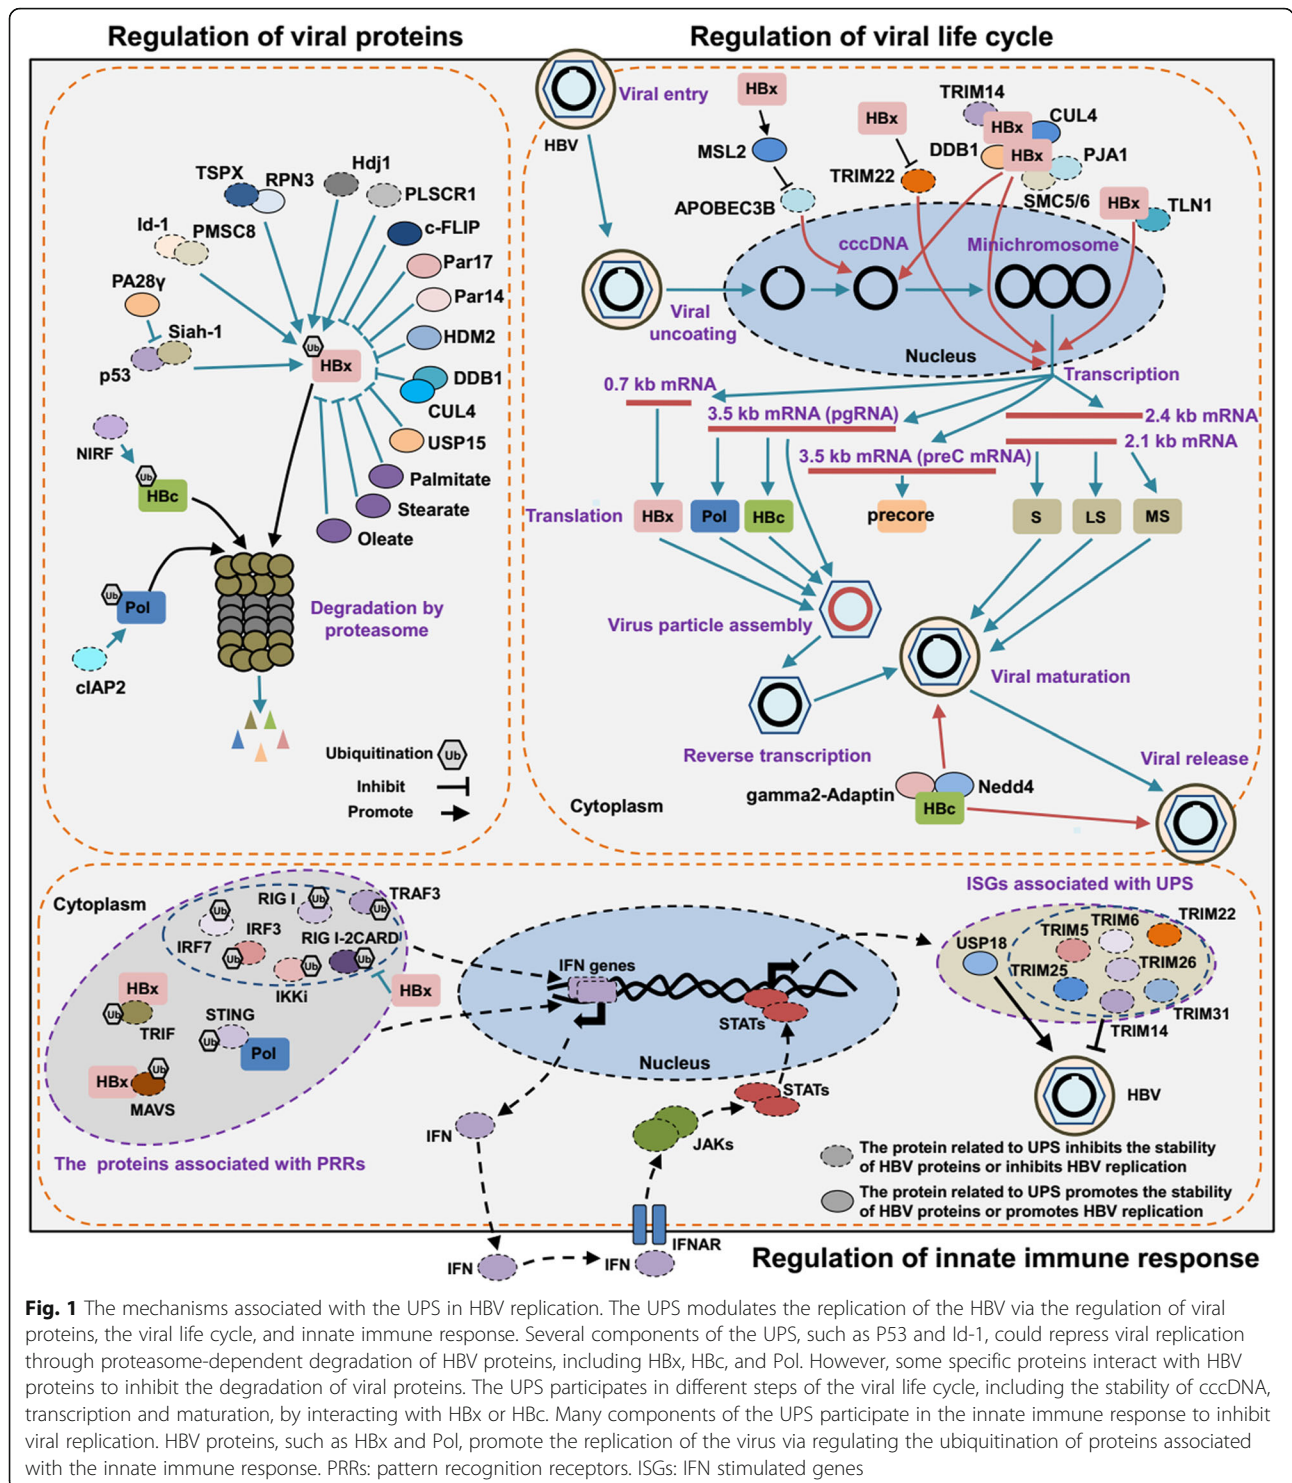 Regulation of viral proteins
Regulation of viral life cycle
TSPX
RPN3
Hdj1
PLSCR1
Id-1
PMSC8
c-FLIP
PA28γ
Par17
Par14
Siah-1
p53
HDM2
Ub
HBx
DDB1
CUL4
NIRF
USP15
Ub
HBc
Palmitate
Stearate
Oleate
Ub
Pol
Degradation by
proteasome
cIAP2
Ubiquitination
Ub
Inhibit
Promote
Viral entry
HBV
HBx
MSL2
APOBEC3B
HBx
TRIM22
TRIM14
HBx
CUL4
DDB1
HBx
PJA1
SMC5/6
HBx
TLN1
cccDNA
Minichromosome
Viral
uncoating
Nucleus
Transcription
0.7 kb mRNA
3.5 kb mRNA (pgRNA)
2.4 kb mRNA
2.1 kb mRNA
3.5 kb mRNA (preC mRNA)
Translation
HBx
Pol
HBc
precore
S
LS
MS
Virus particle assembly
Viral maturation
Reverse transcription
Viral release
gamma2-Adaptin
Nedd4
HBc
Cytoplasm
Cytoplasm
RIG I
Ub
TRAF3
Ub
Ub
IRF7
IRF3
Ub
RIG I-2CARD
Ub
IKKi
Ub
HBx
HBx
Ub
TRIF
STING
Ub
Pol
HBx
Ub
MAVS
The proteins associated with PRRs
IFN genes
STATs
Nucleus
IFN
JAKs
STATs
IFN
IFN
IFNAR
ISGs associated with UPS
USP18
TRIM5
TRIM6
TRIM22
TRIM25
TRIM26
TRIM31
TRIM14
HBV
The protein related to UPS inhibits the stability
of HBV proteins or inhibits HBV replication
The protein related to UPS promotes the stability
of HBV proteins or promotes HBV replication
Regulation of innate immune response
Fig. 1 The mechanisms associated with the UPS in HBV replication. The UPS modulates the replication of the HBV via the regulation of viral
proteins, the viral life cycle, and innate immune response. Several components of the UPS, such as P53 and Id-1, could repress viral replication
through proteasome-dependent degradation of HBV proteins, including HBx, HBc, and Pol. However, some specific proteins interact with HBV
proteins to inhibit the degradation of viral proteins. The UPS participates in different steps of the viral life cycle, including the stability of cccDNA,
transcription and maturation, by interacting with HBx or HBc. Many components of the UPS participate in the innate immune response to inhibit
viral replication. HBV proteins, such as HBx and Pol, promote the replication of the virus via regulating the ubiquitination of proteins associated
with the innate immune response. PRRs: pattern recognition receptors. ISGs: IFN stimulated genes